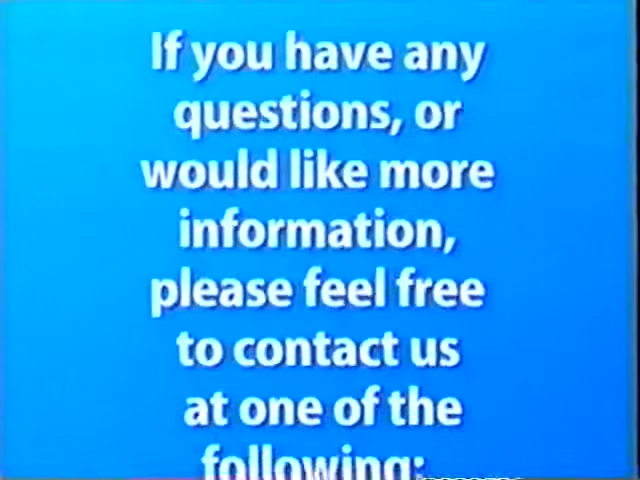 If you have any
questions, or
would like more
information,
please feel free
to contact us
at one of the
following: